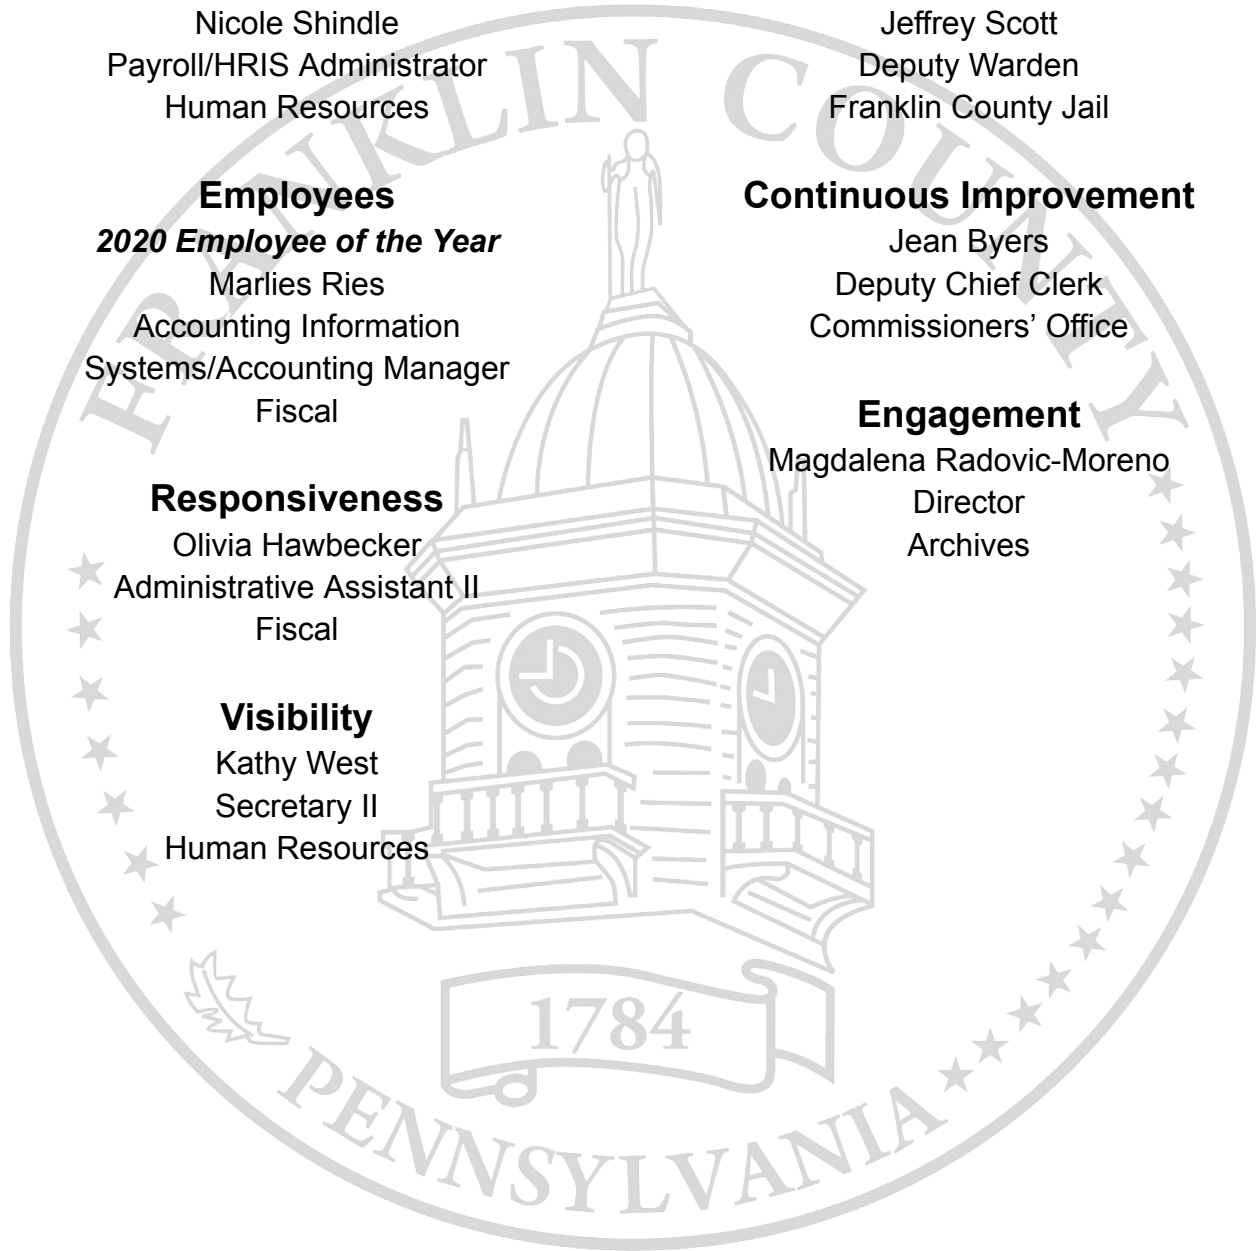 Nicole Shindle
Payroll/HRIS Administrator
Human Resources
Employees
2020 Employee of the Year
Marlies Ries
Accounting Information
Systems/Accounting Manager
Fiscal
Responsiveness
Olivia Hawbecker
Administrative Assistant II
Fiscal
Visibility
Kathy West
Secretary II
Human Resources
Jeffrey Scott
Deputy Warden
Franklin County Jail
Continuous Improvement
Jean Byers
Deputy Chief Clerk
Commissioners’ Office
Engagement
Magdalena Radovic-Moreno
Director
Archives
FRANKLIN COUNTY
1784
PENNSYLVANIA